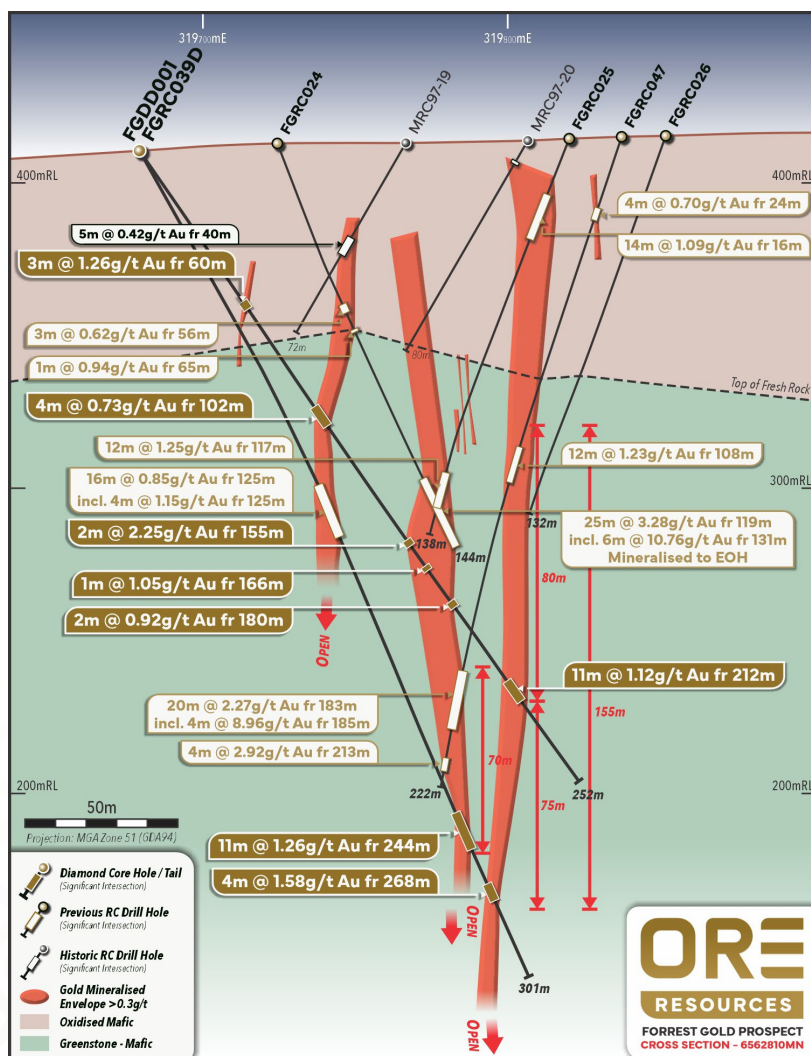 319700mE
319800mE
FGDD001
FGRC039D
FGRC024
MRC97-19
MRC97-20
FGRC025
FGRC047
FGRC026
400mRL
400mRL
4m @ 0.70g/t Au fr 24m
5m @ 0.42g/t Au fr 40m
14m @ 1.09g/t Au fr 16m
3m @ 1.26g/t Au fr 60m
3m @ 0.62g/t Au fr 56m
72m
80m
1m @ 0.94g/t Au fr 65m
Top of Fresh Rock
4m @ 0.73g/t Au fr 102m
12m @ 1.25g/t Au fr 117m
12m @ 1.23g/t Au fr 108m
16m @ 0.85g/t Au fr 125m
incl. 4m @ 1.15g/t Au fr 125m
300mRL
25m @ 3.28g/t Au fr 119m
incl. 6m @ 10.76g/t Au fr 131m
Mineralised to EOH
2m @ 2.25g/t Au fr 155m
138m
144m
132m
1m @ 1.05g/t Au fr 166m
80m
2m @ 0.92g/t Au fr 180m
OPEN
11m @ 1.12g/t Au fr 212m
20m @ 2.27g/t Au fr 183m
incl. 4m @ 8.96g/t Au fr 185m
155m
4m @ 2.92g/t Au fr 213m
70m
222m
252m
75m
200mRL
200mRL
50m
Projection: MGA Zone 51 (GDA94)
11m @ 1.26g/t Au fr 244m
4m @ 1.58g/t Au fr 268m
OPEN
301m
OPEN
Diamond Core Hole / Tail
(Significant Intersection)
Previous RC Drill Hole
(Significant Intersection)
Historic RC Drill Hole
(Significant Intersection)
Gold Mineralised
Envelope >0.3g/t
Oxidised Mafic
Greenstone - Mafic
ORE
RESOURCES
FORREST GOLD PROSPECT
CROSS SECTION - 6562810MN